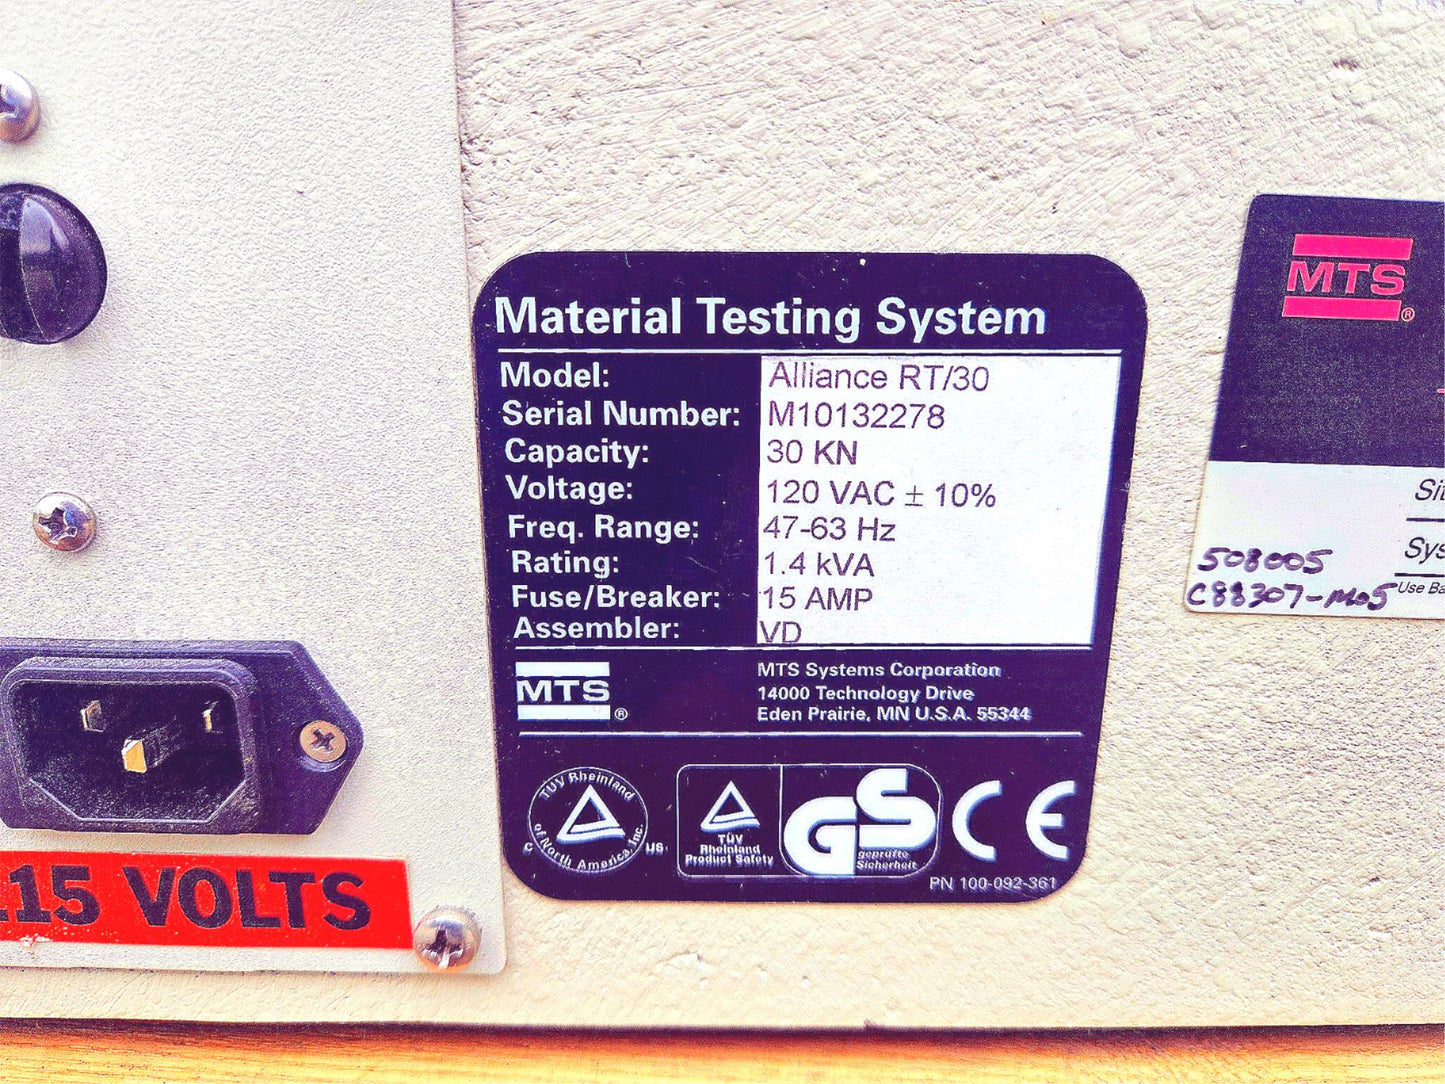 Material Testing System
Model: Alliance RT/30
Serial Number: M10132278
Capacity: 30 KN
Voltage: 120 VAC ± 10%
Freq. Range: 47-63 Hz
Rating: 1.4 kVA
Fuse/Breaker: 15 AMP
Assembler: VD
MTS ®
MTS Systems Corporation
14000 Technology Drive
Eden Prairie, MN U.S.A. 55344
TÜV Rheinland
of North America, Inc.
C US
TÜV
Rheinland
Product Safety
GS
geprüfte
Sicherheit
CE
PN 100-092-361
115 VOLTS
MTS ®
508005
C88307-M05